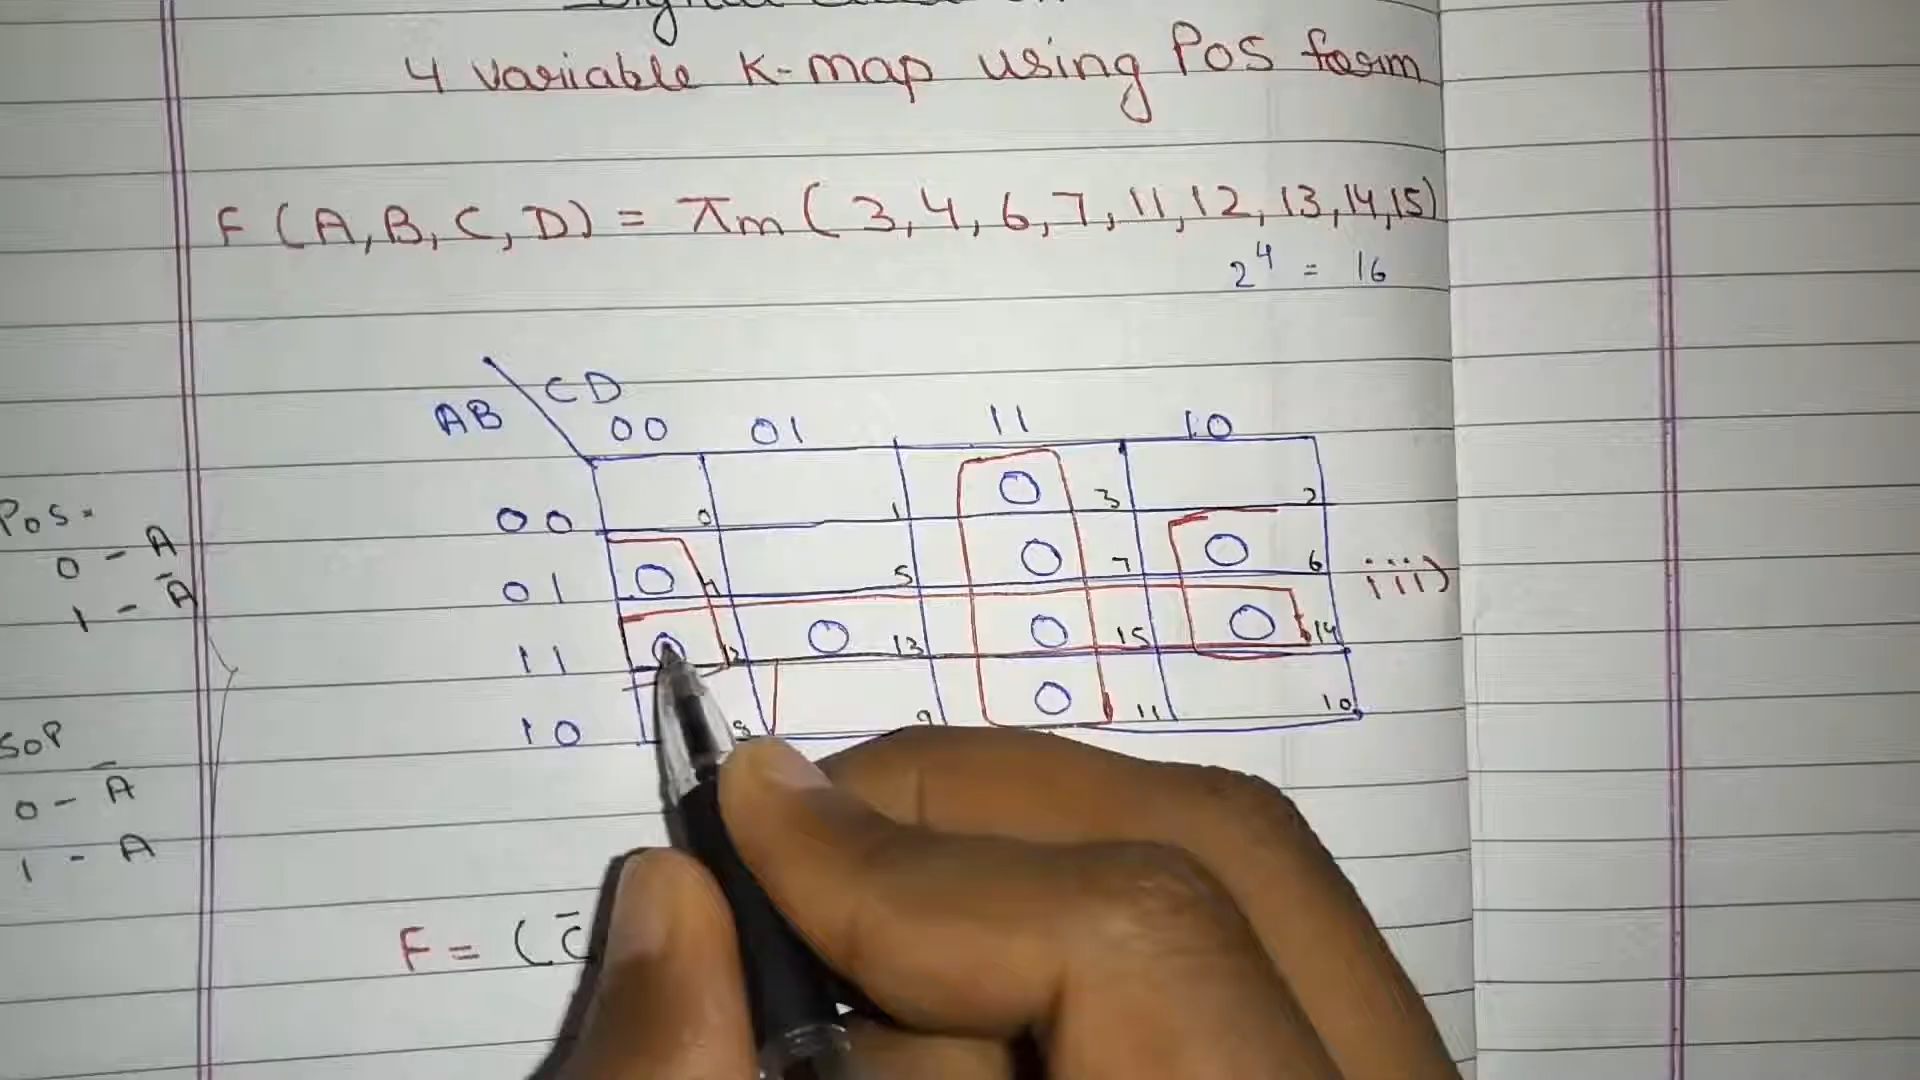 4 variable K-map using POS form
F (A, B, C, D) = πm ( 3, 4, 6, 7, 11, 12, 13, 14, 15)
2^4 = 16
CD
AB
00 01 11 10
00 0 1 0 3 2
01 0 5 0 7 0 6
11 0 12 0 13 0 15 0 14
10 8 9 0 11 10
iii)
POS
0 - A
1 - Ā
SOP
0 - Ā
1 - A
F = ( C̄